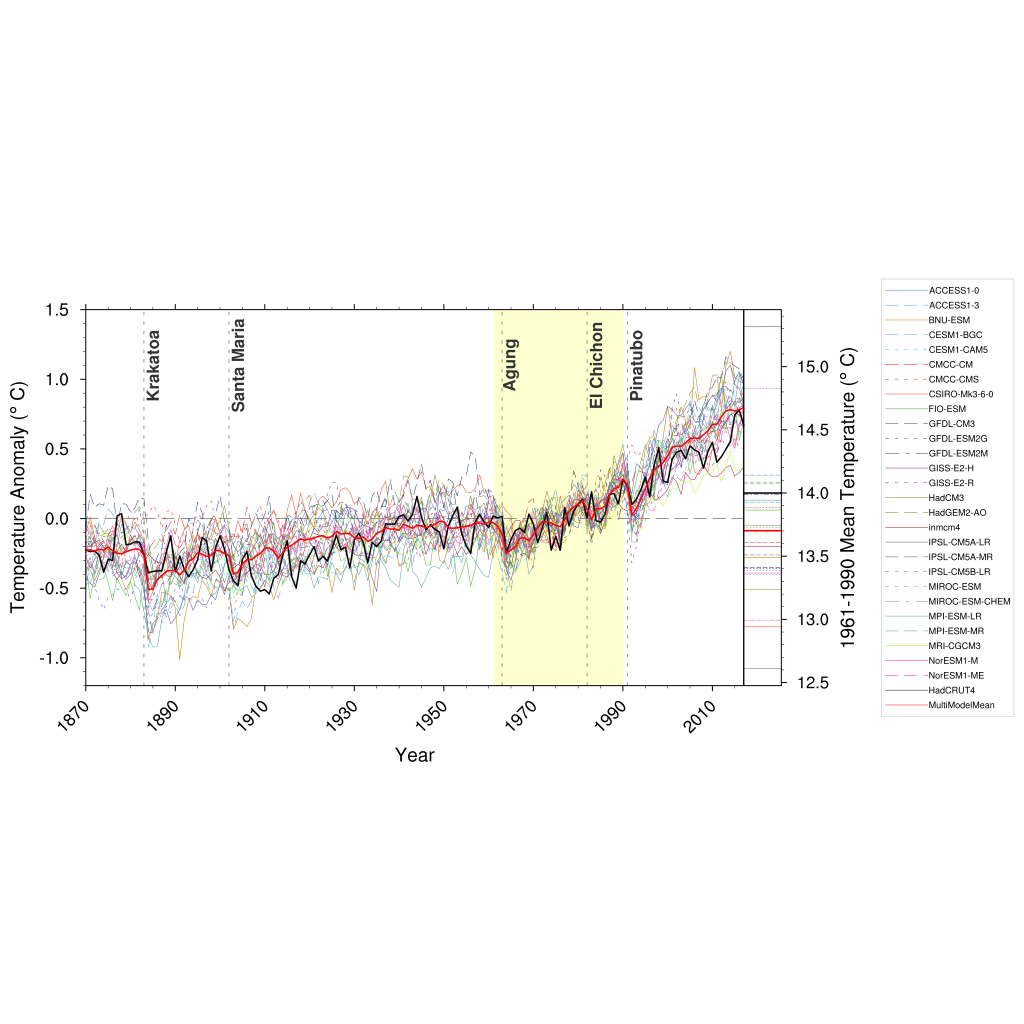 1.5
1.0
0.5
0.0
-0.5
-1.0
Temperature Anomaly (° C)
Krakatoa
Santa Maria
Agung
El Chichon
Pinatubo
15.0
14.5
14.0
13.5
13.0
12.5
1961-1990 Mean Temperature (° C)
1870
1890
1910
1930
1950
1970
1990
2010
Year
ACCESS1-0
ACCESS1-3
BNU-ESM
CESM1-BGC
CESM1-CAM5
CMCC-CM
CMCC-CMS
CSIRO-Mk3-6-0
FIO-ESM
GFDL-CM3
GFDL-ESM2G
GFDL-ESM2M
GISS-E2-H
GISS-E2-R
HadCM3
HadGEM2-AO
inmcm4
IPSL-CM5A-LR
IPSL-CM5A-MR
IPSL-CM5B-LR
MIROC-ESM
MIROC-ESM-CHEM
MPI-ESM-LR
MPI-ESM-MR
MRI-CGCM3
NorESM1-M
NorESM1-ME
HadCRUT4
MultiModelMean